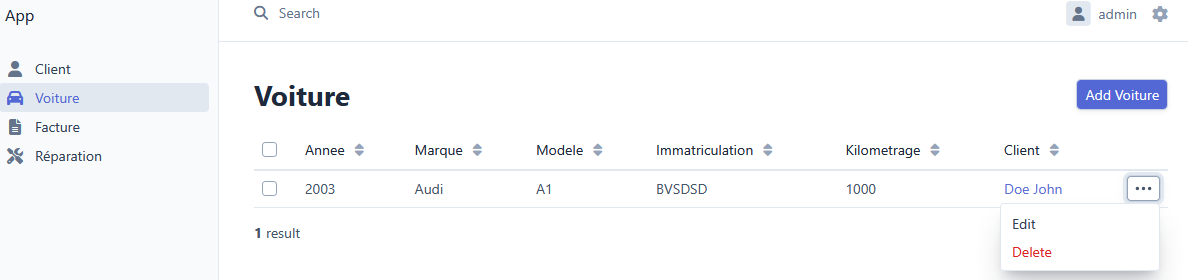 App
Search
admin
Client
Voiture
Facture
Réparation
Voiture
Add Voiture
Annee Marque Modele Immatriculation Kilometrage Client
2003 Audi A1 BVSDSD 1000 Doe John
Edit
Delete
1 result